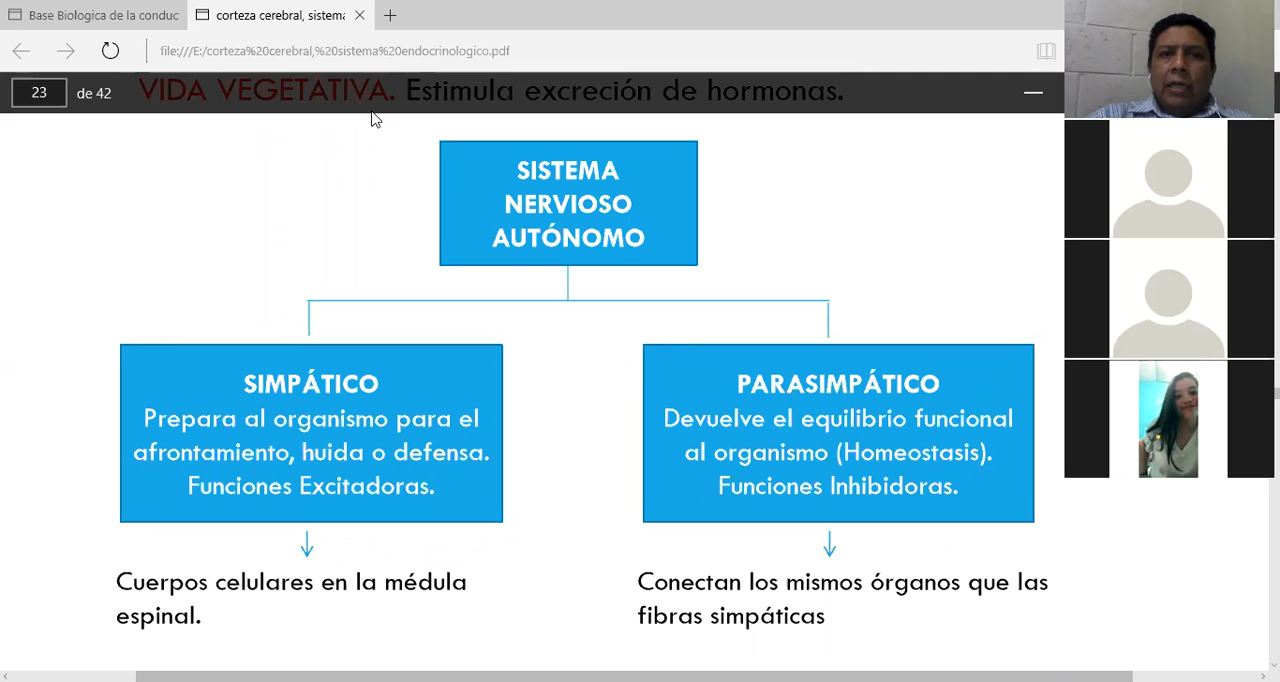 Base Biologica de la conduc
corteza cerebral, sistema
file:///E:/corteza%20cerebral,%20sistema%20endocrinologico.pdf
23 de 42
VIDA VEGETATIVA. Estimula excreción de hormonas.
SISTEMA
NERVIOSO
AUTÓNOMO
SIMPÁTICO
Prepara al organismo para el
afrontamiento, huida o defensa.
Funciones Excitadoras.
PARASIMPÁTICO
Devuelve el equilibrio funcional
al organismo (Homeostasis).
Funciones Inhibidoras.
Cuerpos celulares en la médula
espinal.
Conectan los mismos órganos que las
fibras simpáticas